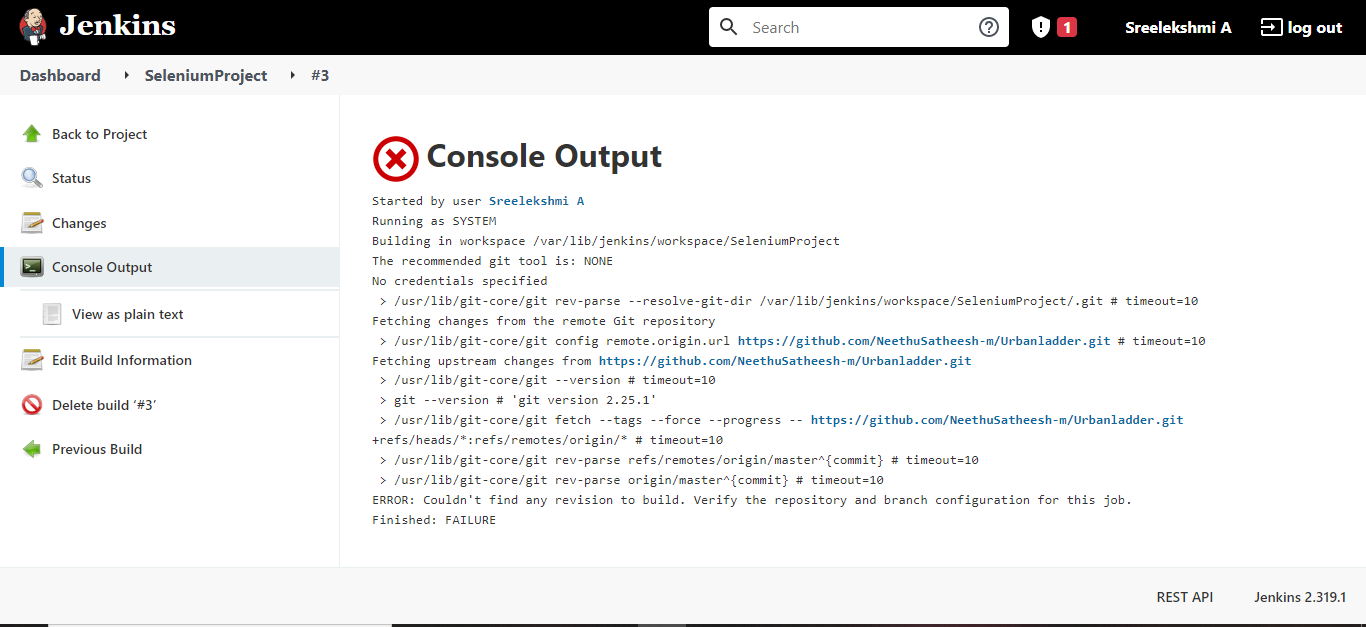 Jenkins
Search
1
Sreelekshmi A
log out
Dashboard
SeleniumProject
#3
Back to Project
Status
Changes
Console Output
View as plain text
Edit Build Information
Delete build ‘#3’
Previous Build
Console Output
Started by user Sreelekshmi A
Running as SYSTEM
Building in workspace /var/lib/jenkins/workspace/SeleniumProject
The recommended git tool is: NONE
No credentials specified
> /usr/lib/git-core/git rev-parse --resolve-git-dir /var/lib/jenkins/workspace/SeleniumProject/.git # timeout=10
Fetching changes from the remote Git repository
> /usr/lib/git-core/git config remote.origin.url https://github.com/NeethuSatheesh-m/Urbanladder.git # timeout=10
Fetching upstream changes from https://github.com/NeethuSatheesh-m/Urbanladder.git
> /usr/lib/git-core/git --version # timeout=10
> git --version # 'git version 2.25.1'
> /usr/lib/git-core/git fetch --tags --force --progress -- https://github.com/NeethuSatheesh-m/Urbanladder.git
+refs/heads/*:refs/remotes/origin/* # timeout=10
> /usr/lib/git-core/git rev-parse refs/remotes/origin/master^{commit} # timeout=10
> /usr/lib/git-core/git rev-parse origin/master^{commit} # timeout=10
ERROR: Couldn't find any revision to build. Verify the repository and branch configuration for this job.
Finished: FAILURE
REST API
Jenkins 2.319.1